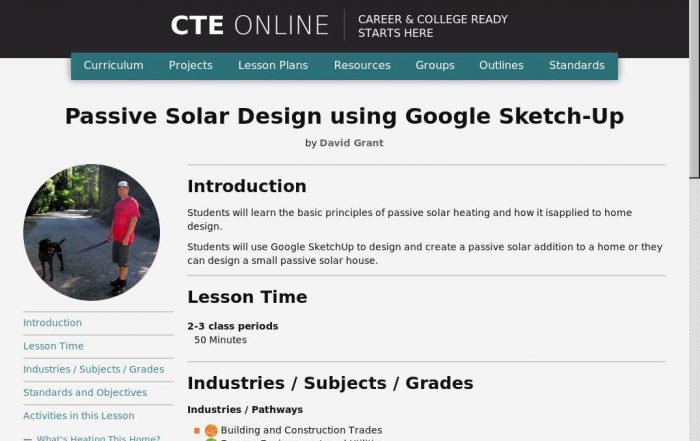 CTE ONLINE
CAREER & COLLEGE READY
STARTS HERE
Curriculum Projects Lesson Plans Resources Groups Outlines Standards
Passive Solar Design using Google Sketch-Up
by David Grant
Introduction
Students will learn the basic principles of passive solar heating and how it isapplied to home
design.
Students will use Google SketchUp to design and create a passive solar addition to a home or they
can design a small passive solar house.
Lesson Time
2-3 class periods
50 Minutes
Industries / Subjects / Grades
Industries / Pathways
Building and Construction Trades
Introduction
Lesson Time
Industries / Subjects / Grades
Standards and Objectives
Activities in this Lesson
— What's Heating This Home?